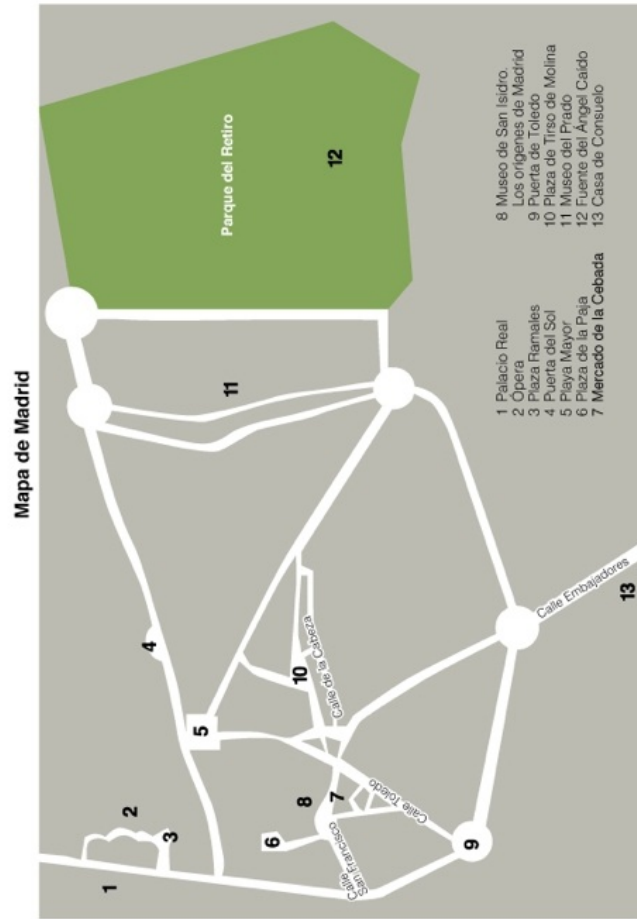 Mapa de Madrid
Parque del Retiro
12
11
4
5
10
Calle de la Cabeza
2
3
1
8
7
6
Calle Toledo
Calle
San Francisco
9
Calle Embajadores
13
1 Palacio Real
2 Ópera
3 Plaza Ramales
4 Puerta del Sol
5 Playa Mayor
6 Plaza de la Paja
7 Mercado de la Cebada
8 Museo de San Isidro.
Los orígenes de Madrid
9 Puerta de Toledo
10 Plaza de Tirso de Molina
11 Museo del Prado
12 Fuente del Ángel Caído
13 Casa de Consuelo